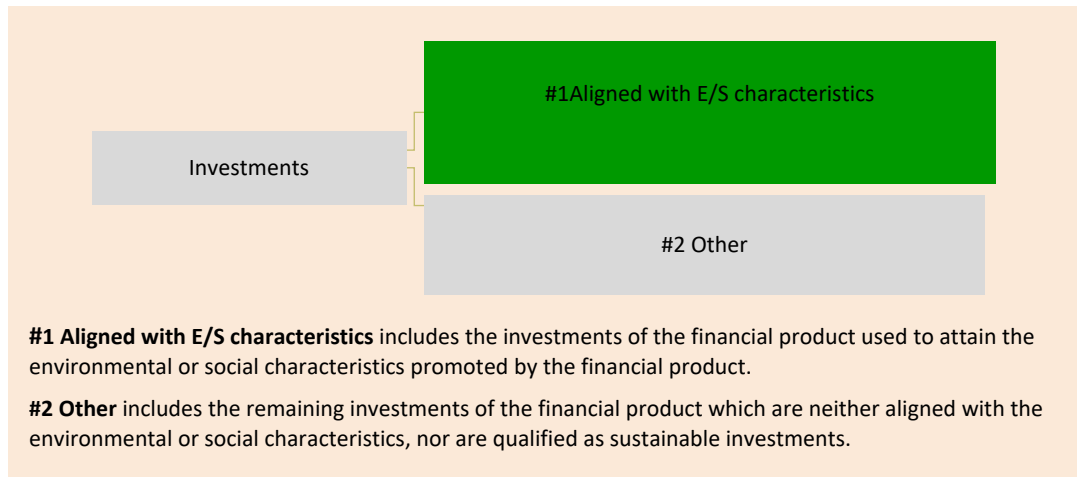 #1Aligned with E/S characteristics
Investments
#2 Other
#1 Aligned with E/S characteristics includes the investments of the financial product used to attain the
environmental or social characteristics promoted by the financial product.
#2 Other includes the remaining investments of the financial product which are neither aligned with the
environmental or social characteristics, nor are qualified as sustainable investments.